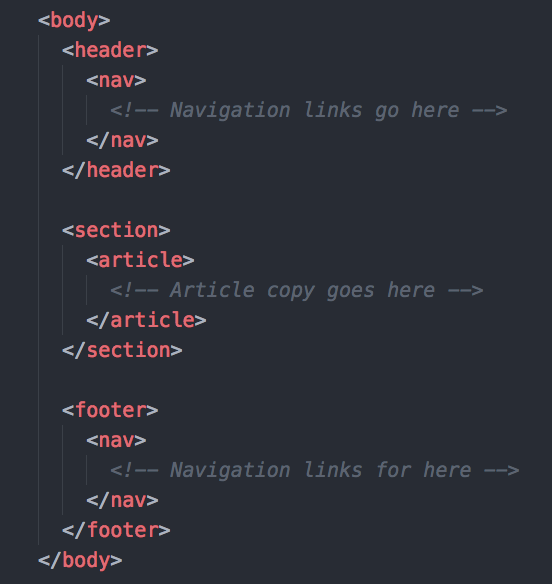 <body>
<header>
<nav>
<!-- Navigation links go here -->
</nav>
</header>
<section>
<article>
<!-- Article copy goes here -->
</article>
</section>
<footer>
<nav>
<!-- Navigation links for here -->
</nav>
</footer>
</body>